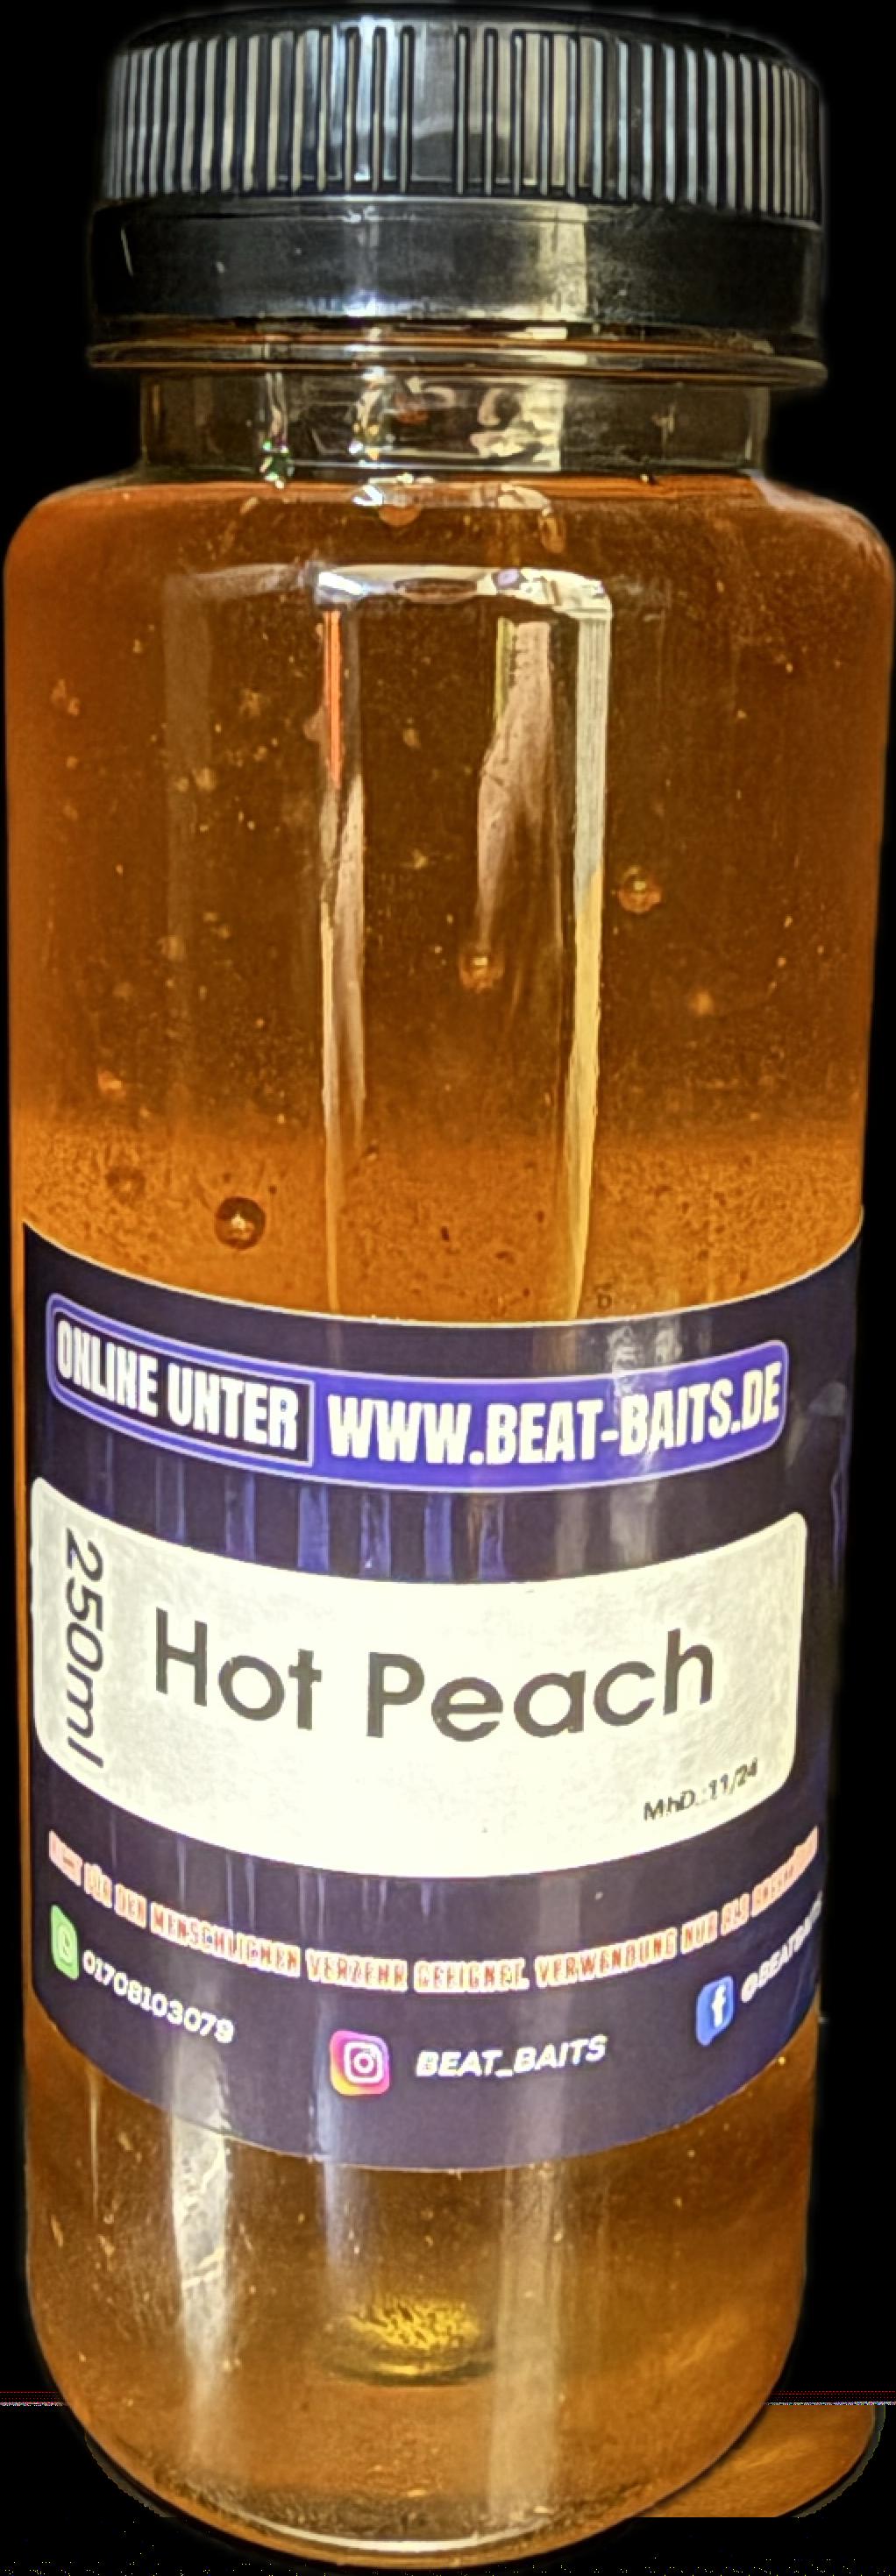 ONLINE UNTER WWW.BEAT-BAITS.DE
250ml
Hot Peach
MhD.:11/24
FÜR DEN MENSCHLICHEN VERZEHR GEEIGNET. VERWENDUNG NUR ALS
01708103079
BEAT_BAITS
@BEATBAITS